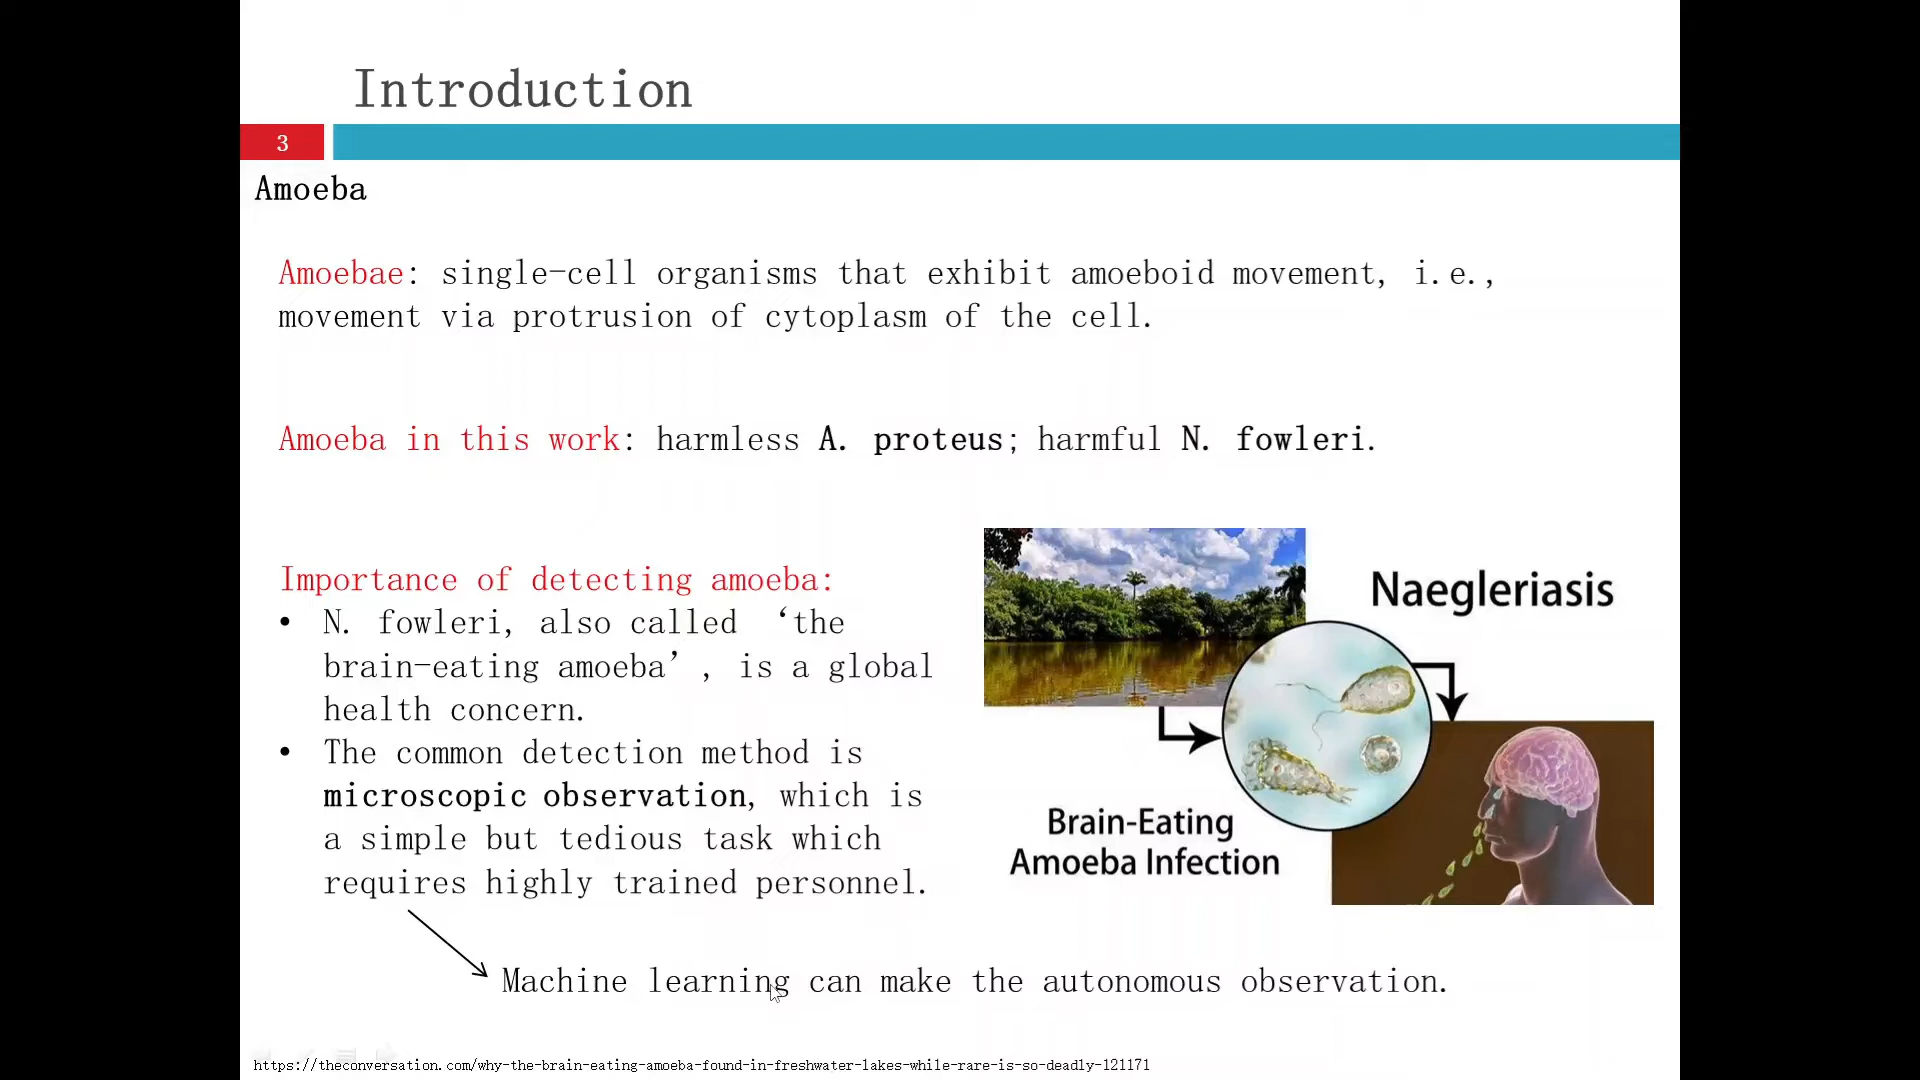 Introduction
3
Amoeba
Amoebae: single-cell organisms that exhibit amoeboid movement, i.e.,
movement via protrusion of cytoplasm of the cell.
Amoeba in this work: harmless A. proteus; harmful N. fowleri.
Importance of detecting amoeba:
• N. fowleri, also called ‘the
brain-eating amoeba’, is a global
health concern.
• The common detection method is
microscopic observation, which is
a simple but tedious task which
requires highly trained personnel.
Naegleriasis
Brain-Eating
Amoeba Infection
Machine learning can make the autonomous observation.
https://theconversation.com/why-the-brain-eating-amoeba-found-in-freshwater-lakes-while-rare-is-so-deadly-121171